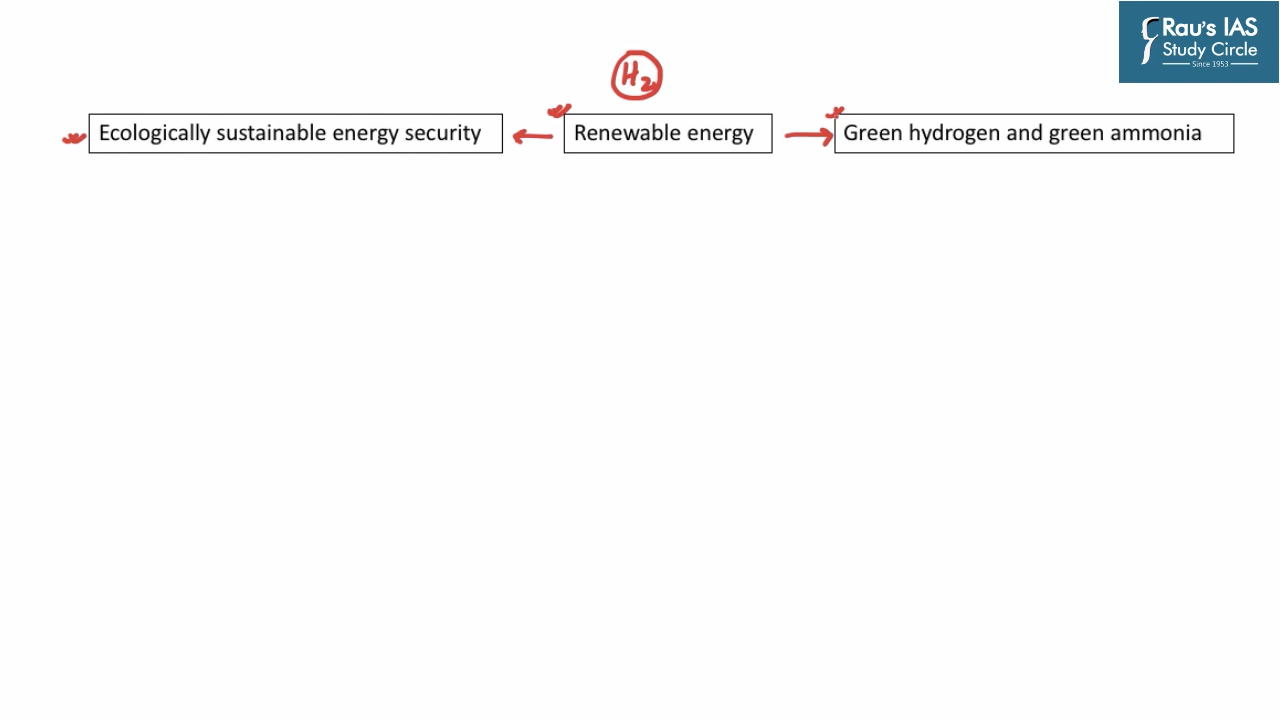 Rau's IAS
Study Circle
Since 1953
H2
Ecologically sustainable energy security
Renewable energy
Green hydrogen and green ammonia